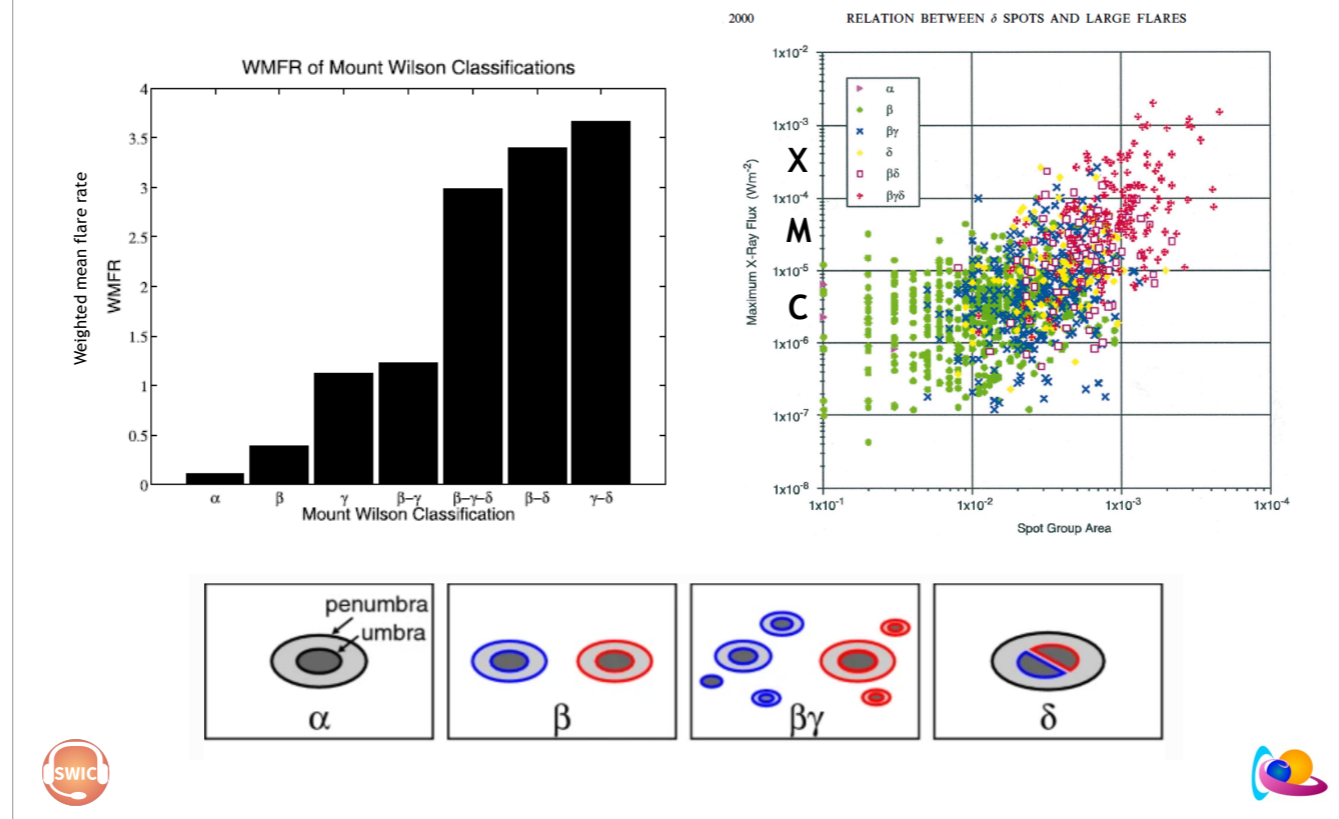 2000 RELATION BETWEEN δ SPOTS AND LARGE FLARES
WMFR of Mount Wilson Classifications
Weighted mean flare rate
WMFR
4
3.5
3
2.5
2
1.5
1
0.5
0
α β γ β–γ β–γ–δ β–δ γ–δ
Mount Wilson Classification
Maximum X-Ray Flux (Wm⁻²)
1x10⁻²
1x10⁻³
1x10⁻⁴
1x10⁻⁵
1x10⁻⁶
1x10⁻⁷
1x10⁻⁸
X
M
C
α
β
βγ
δ
βδ
βγδ
1x10⁻¹ 1x10⁻² 1x10⁻³ 1x10⁻⁴
Spot Group Area
penumbra
umbra
α
β
βγ
δ
SWIC